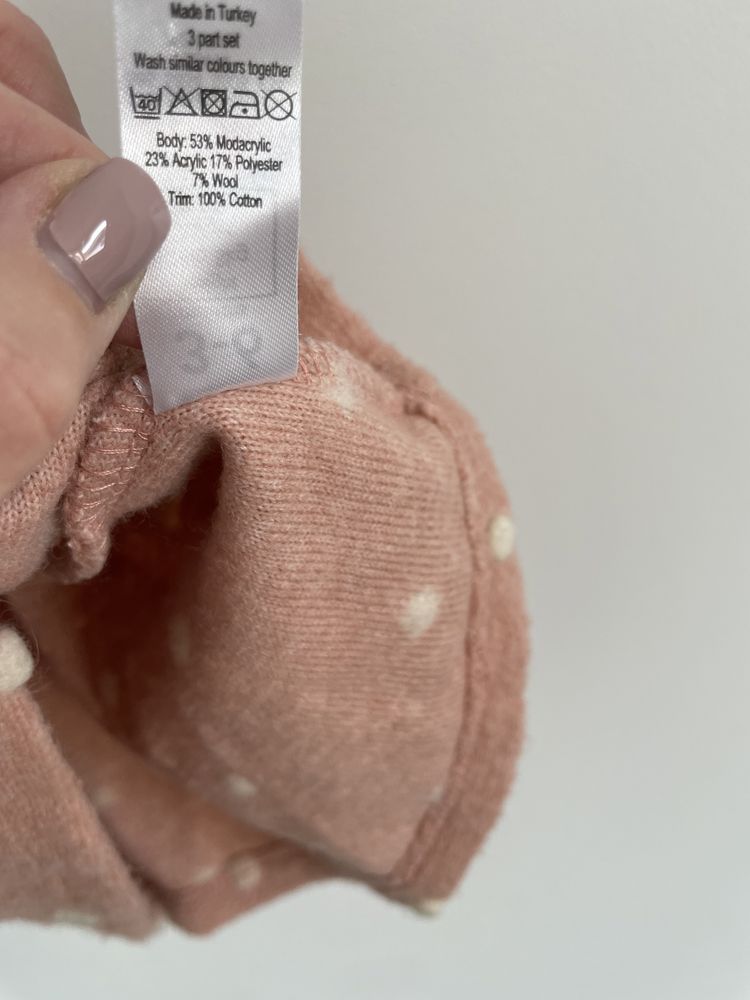 Made in Turkey
3 part set
Wash similar colours together
40
Body: 53% Modacrylic
23% Acrylic 17% Polyester
7% Wool
Trim: 100% Cotton